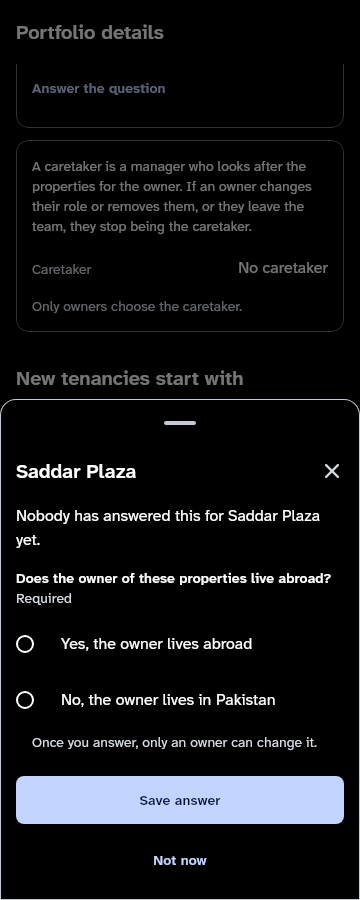 Portfolio details
Answer the question
A caretaker is a manager who looks after the
properties for the owner. If an owner changes
their role or removes them, or they leave the
team, they stop being the caretaker.
Caretaker
No caretaker
Only owners choose the caretaker.
New tenancies start with
Saddar Plaza
Nobody has answered this for Saddar Plaza
yet.
Does the owner of these properties live abroad?
Required
Yes, the owner lives abroad
No, the owner lives in Pakistan
Once you answer, only an owner can change it.
Save answer
Not now